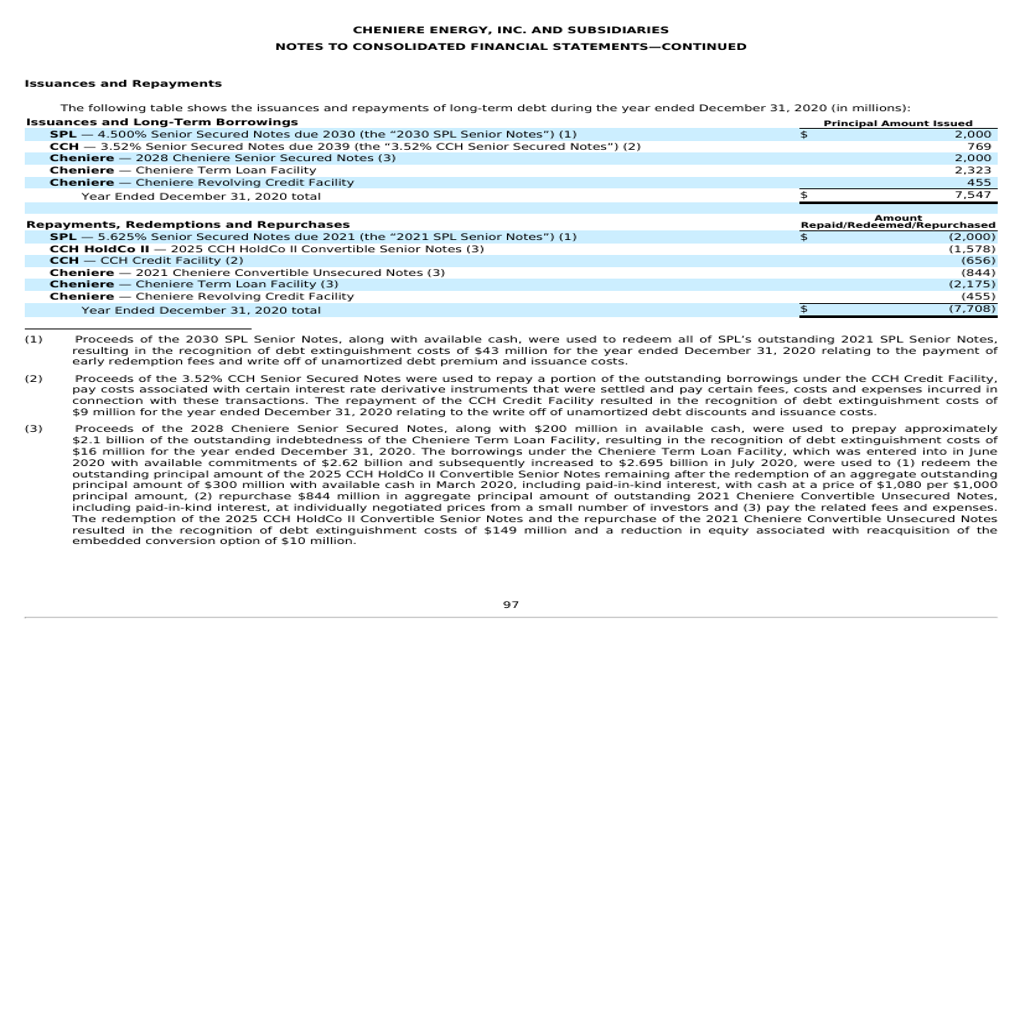 CHENIERE ENERGY, INC. AND SUBSIDIARIES
NOTES TO CONSOLIDATED FINANCIAL STATEMENTS—CONTINUED
Issuances and Repayments
The following table shows the issuances and repayments of long-term debt during the year ended December 31, 2020 (in millions):
Issuances and Long-Term Borrowings Principal Amount Issued
SPL — 4.500% Senior Secured Notes due 2030 (the “2030 SPL Senior Notes”) (1) $ 2,000
CCH — 3.52% Senior Secured Notes due 2039 (the “3.52% CCH Senior Secured Notes”) (2) 769
Cheniere — 2028 Cheniere Senior Secured Notes (3) 2,000
Cheniere — Cheniere Term Loan Facility 2,323
Cheniere — Cheniere Revolving Credit Facility 455
Year Ended December 31, 2020 total $ 7,547
Repayments, Redemptions and Repurchases Amount Repaid/Redeemed/Repurchased
SPL — 5.625% Senior Secured Notes due 2021 (the “2021 SPL Senior Notes”) (1) $ (2,000)
CCH HoldCo II — 2025 CCH HoldCo II Convertible Senior Notes (3) (1,578)
CCH — CCH Credit Facility (2) (656)
Cheniere — 2021 Cheniere Convertible Unsecured Notes (3) (844)
Cheniere — Cheniere Term Loan Facility (3) (2,175)
Cheniere — Cheniere Revolving Credit Facility (455)
Year Ended December 31, 2020 total $ (7,708)
(1) Proceeds of the 2030 SPL Senior Notes, along with available cash, were used to redeem all of SPL’s outstanding 2021 SPL Senior Notes,
resulting in the recognition of debt extinguishment costs of $43 million for the year ended December 31, 2020 relating to the payment of
early redemption fees and write off of unamortized debt premium and issuance costs.
(2) Proceeds of the 3.52% CCH Senior Secured Notes were used to repay a portion of the outstanding borrowings under the CCH Credit Facility,
pay costs associated with certain interest rate derivative instruments that were settled and pay certain fees, costs and expenses incurred in
connection with these transactions. The repayment of the CCH Credit Facility resulted in the recognition of debt extinguishment costs of
$9 million for the year ended December 31, 2020 relating to the write off of unamortized debt discounts and issuance costs.
(3) Proceeds of the 2028 Cheniere Senior Secured Notes, along with $200 million in available cash, were used to prepay approximately
$2.1 billion of the outstanding indebtedness of the Cheniere Term Loan Facility, resulting in the recognition of debt extinguishment costs of
$16 million for the year ended December 31, 2020. The borrowings under the Cheniere Term Loan Facility, which was entered into in June
2020 with available commitments of $2.62 billion and subsequently increased to $2.695 billion in July 2020, were used to (1) redeem the
outstanding principal amount of the 2025 CCH HoldCo II Convertible Senior Notes remaining after the redemption of an aggregate outstanding
principal amount of $300 million with available cash in March 2020, including paid-in-kind interest, with cash at a price of $1,080 per $1,000
principal amount, (2) repurchase $844 million in aggregate principal amount of outstanding 2021 Cheniere Convertible Unsecured Notes,
including paid-in-kind interest, at individually negotiated prices from a small number of investors and (3) pay the related fees and expenses.
The redemption of the 2025 CCH HoldCo II Convertible Senior Notes and the repurchase of the 2021 Cheniere Convertible Unsecured Notes
resulted in the recognition of debt extinguishment costs of $149 million and a reduction in equity associated with reacquisition of the
embedded conversion option of $10 million.
97